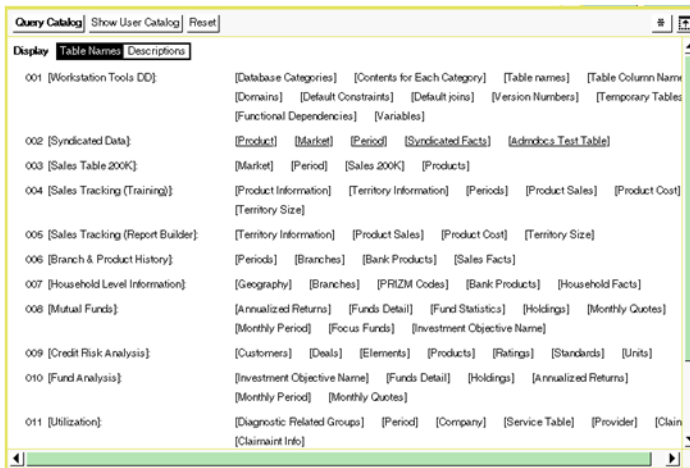 Query Catalog Show User Catalog Reset
Display Table Names Descriptions
001 [Workstation Tools DD]: [Database Categories] [Contents for Each Category] [Table names] [Table Column Name
[Domains] [Default Constraints] [Default joins] [Version Numbers] [Temporary Tables
[Functional Dependencies] [Variables]
002 [Syndicated Data]: [Product] [Market] [Period] [Syndicated Facts] [Admdocs Test Table]
003 [Sales Table 200K]: [Market] [Period] [Sales 200K] [Products]
004 [Sales Tracking (Training)]: [Product Information] [Territory Information] [Periods] [Product Sales] [Product Cost]
[Territory Size]
005 [Sales Tracking (Report Builder]: [Territory Information] [Product Sales] [Product Cost] [Territory Size]
006 [Branch & Product History]: [Periods] [Branches] [Bank Products] [Sales Facts]
007 [Household Level Information]: [Geography] [Branches] [PRIZM Codes] [Bank Products] [Household Facts]
008 [Mutual Funds]: [Annualized Returns] [Funds Detail] [Fund Statistics] [Holdings] [Monthly Quotes]
[Monthly Period] [Focus Funds] [Investment Objective Name]
009 [Credit Risk Analysis]: [Customers] [Deals] [Elements] [Products] [Ratings] [Standards] [Units]
010 [Fund Analysis]: [Investment Objective Name] [Funds Detail] [Holdings] [Annualized Returns]
[Monthly Period] [Monthly Quotes]
011 [Utilization]: [Diagnostic Related Groups] [Period] [Company] [Service Table] [Provider] [Claim
[Claimaint Info]